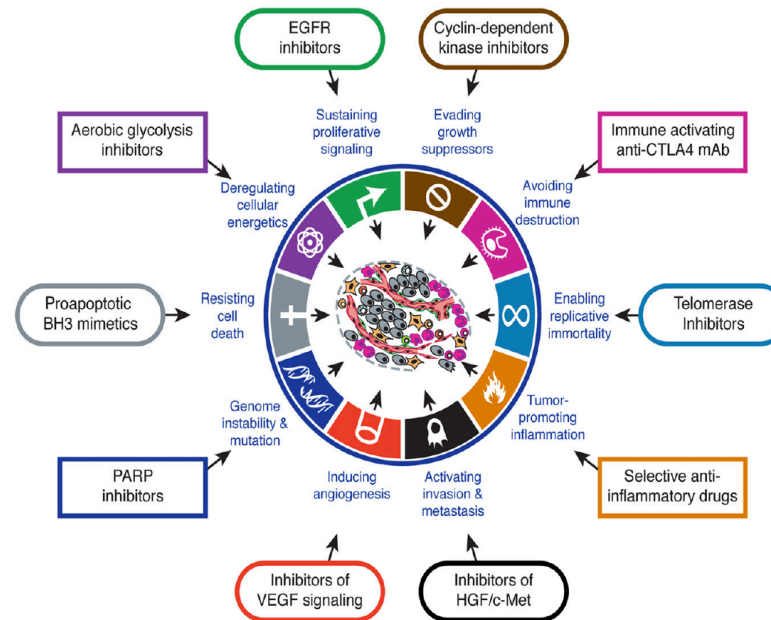 EGFR
inhibitors
Cyclin-dependent
kinase inhibitors
Sustaining
proliferative
signaling
Evading
growth
suppressors
Aerobic glycolysis
inhibitors
Immune activating
anti-CTLA4 mAb
Deregulating
cellular
energetics
Avoiding
immune
destruction
Proapoptotic
BH3 mimetics
Resisting
cell
death
Enabling
replicative
immortality
Telomerase
Inhibitors
Genome
instability &
mutation
Tumor-
promoting
inflammation
PARP
inhibitors
Inducing
angiogenesis
Activating
invasion &
metastasis
Selective anti-
inflammatory drugs
Inhibitors of
VEGF signaling
Inhibitors of
HGF/c-Met